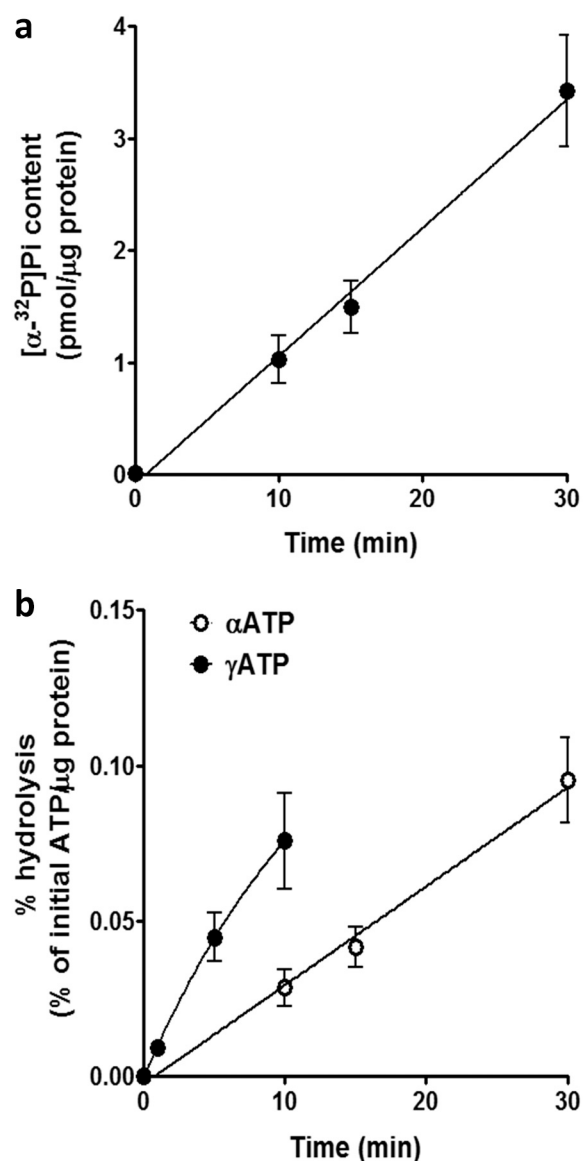 a
[α-³²P]Pi content
(pmol/µg protein)
4
3
2
1
0
0 10 20 30
Time (min)
b
% hydrolysis
(% of initial ATP/µg protein)
0.15
0.10
0.05
0.00
αATP
γATP
0 10 20 30
Time (min)